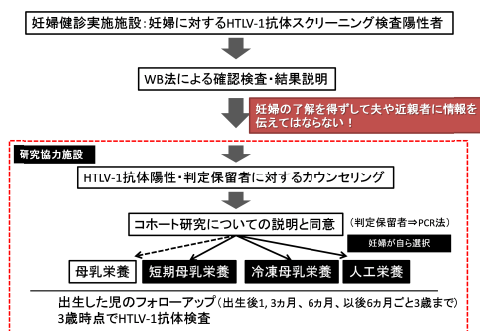 妊婦健診実施施設：妊婦に対するHTLV-1抗体スクリーニング検査陽性者
WB法による確認検査・結果説明
妊婦の了解を得ずして夫や近親者に情報を
伝えてはならない！
研究協力施設
HTLV-1抗体陽性・判定保留者に対するカウンセリング
コホート研究についての説明と同意
（判定保留者⇒PCR法）
妊婦が自ら選択
母乳栄養
短期母乳栄養
冷凍母乳栄養
人工栄養
出生した児のフォローアップ（出生後1, 3ヵ月、6ヵ月、以後6ヵ月ごと3歳まで）
3歳時点でHTLV-1抗体検査